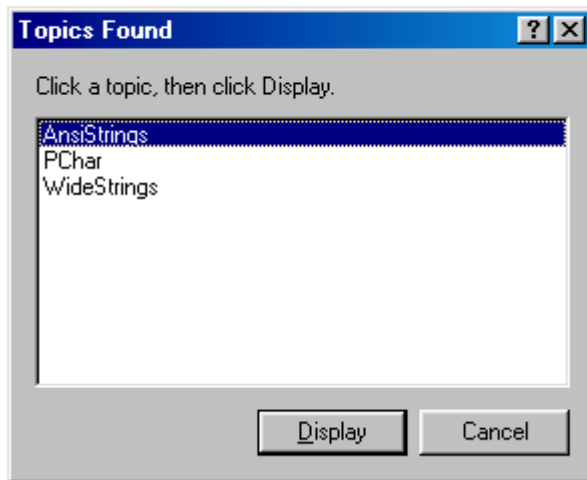 Topics Found
Click a topic, then click Display.
AnsiStrings
PChar
WideStrings
Display Cancel